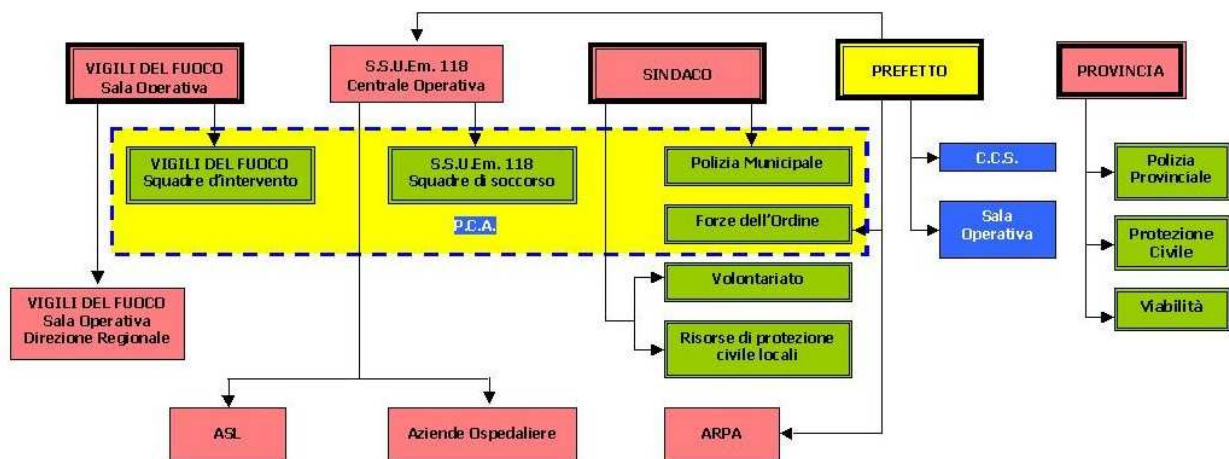 VIGILI DEL FUOCO
Sala Operativa
S.S.U.Em. 118
Centrale Operativa
SINDACO
PREFETTO
PROVINCIA
VIGILI DEL FUOCO
Squadre d'intervento
S.S.U.Em. 118
Squadre di soccorso
Polizia Municipale
C.C.S.
Polizia
Provinciale
P.C.A.
Forze dell'Ordine
Sala
Operativa
Protezione
Civile
Volontariato
VIGILI DEL FUOCO
Sala Operativa
Direzione Regionale
Risorse di protezione
civile locali
Viabilità
ASL
Aziende Ospedaliere
ARPA